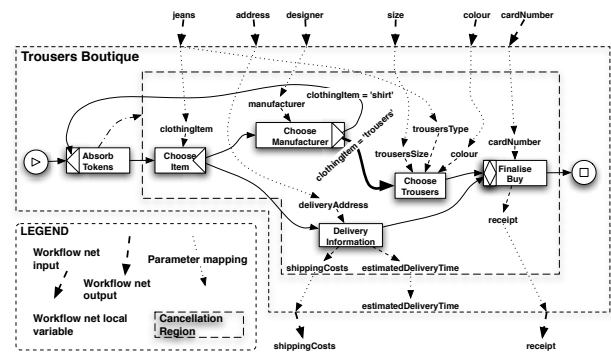 jeans address designer size colour cardNumber
Trousers Boutique
clothingItem = 'shirt'
manufacturer
clothingItem
clothingItem = 'trousers'
trousersType
cardNumber
Absorb
Tokens
Choose
Item
Choose
Manufacturer
trousersSize
colour
Choose
Trousers
Finalise
Buy
deliveryAddress
receipt
Delivery
Information
shippingCosts
estimatedDeliveryTime
estimatedDeliveryTime
LEGEND
Workflow net
input
Workflow net
output
Parameter mapping
Workflow net local
variable
Cancellation
Region
shippingCosts
receipt